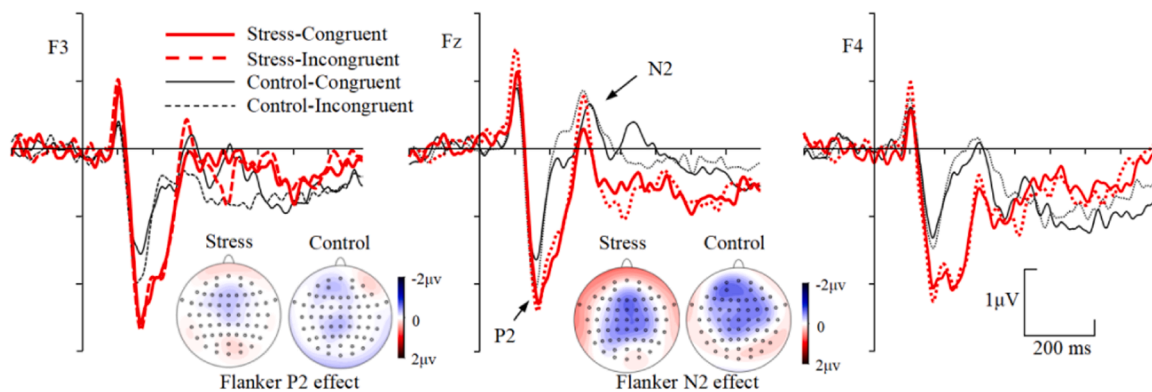 F3
Stress-Congruent
Stress-Incongruent
Control-Congruent
Control-Incongruent
Fz
N2
F4
Stress
Control
-2μv
0
2μv
Flanker P2 effect
P2
Stress
Control
-2μv
0
2μv
Flanker N2 effect
1μV
200 ms